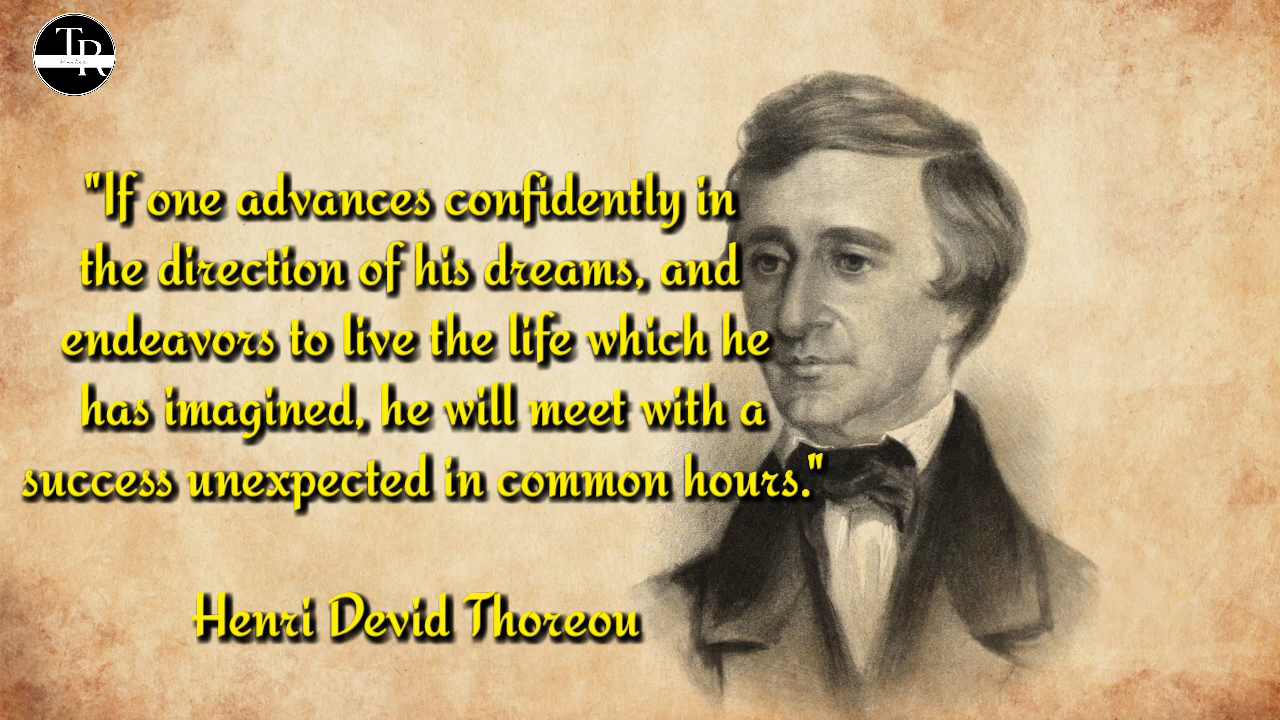 TR
"If one advances confidently in
the direction of his dreams, and
endeavors to live the life which he
has imagined, he will meet with a
success unexpected in common hours."
Henri Devid Thoreou